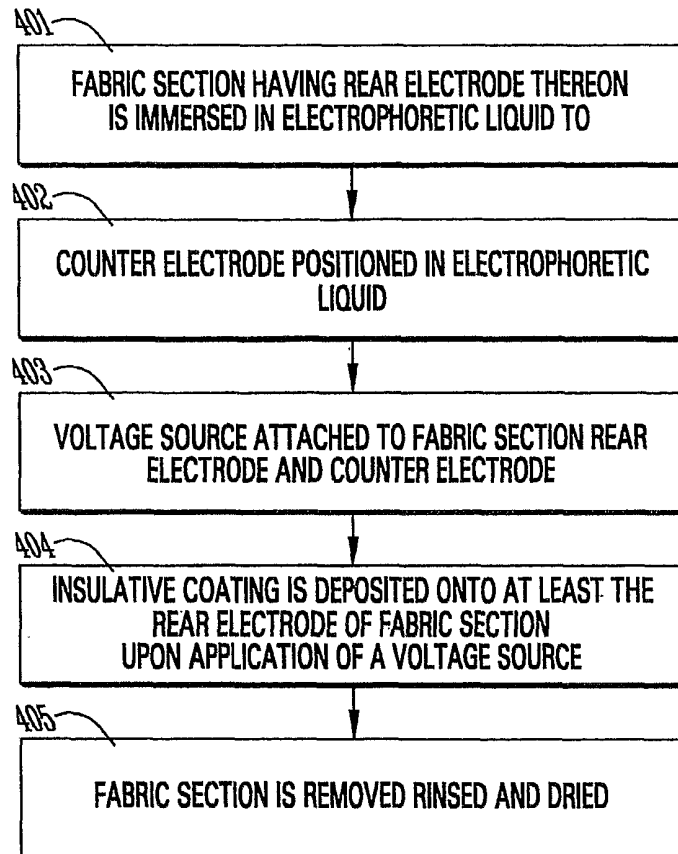 401
FABRIC SECTION HAVING REAR ELECTRODE THEREON
IS IMMERSED IN ELECTROPHORETIC LIQUID TO
402
COUNTER ELECTRODE POSITIONED IN ELECTROPHORETIC
LIQUID
403
VOLTAGE SOURCE ATTACHED TO FABRIC SECTION REAR
ELECTRODE AND COUNTER ELECTRODE
404
INSULATIVE COATING IS DEPOSITED ONTO AT LEAST THE
REAR ELECTRODE OF FABRIC SECTION
UPON APPLICATION OF A VOLTAGE SOURCE
405
FABRIC SECTION IS REMOVED RINSED AND DRIED